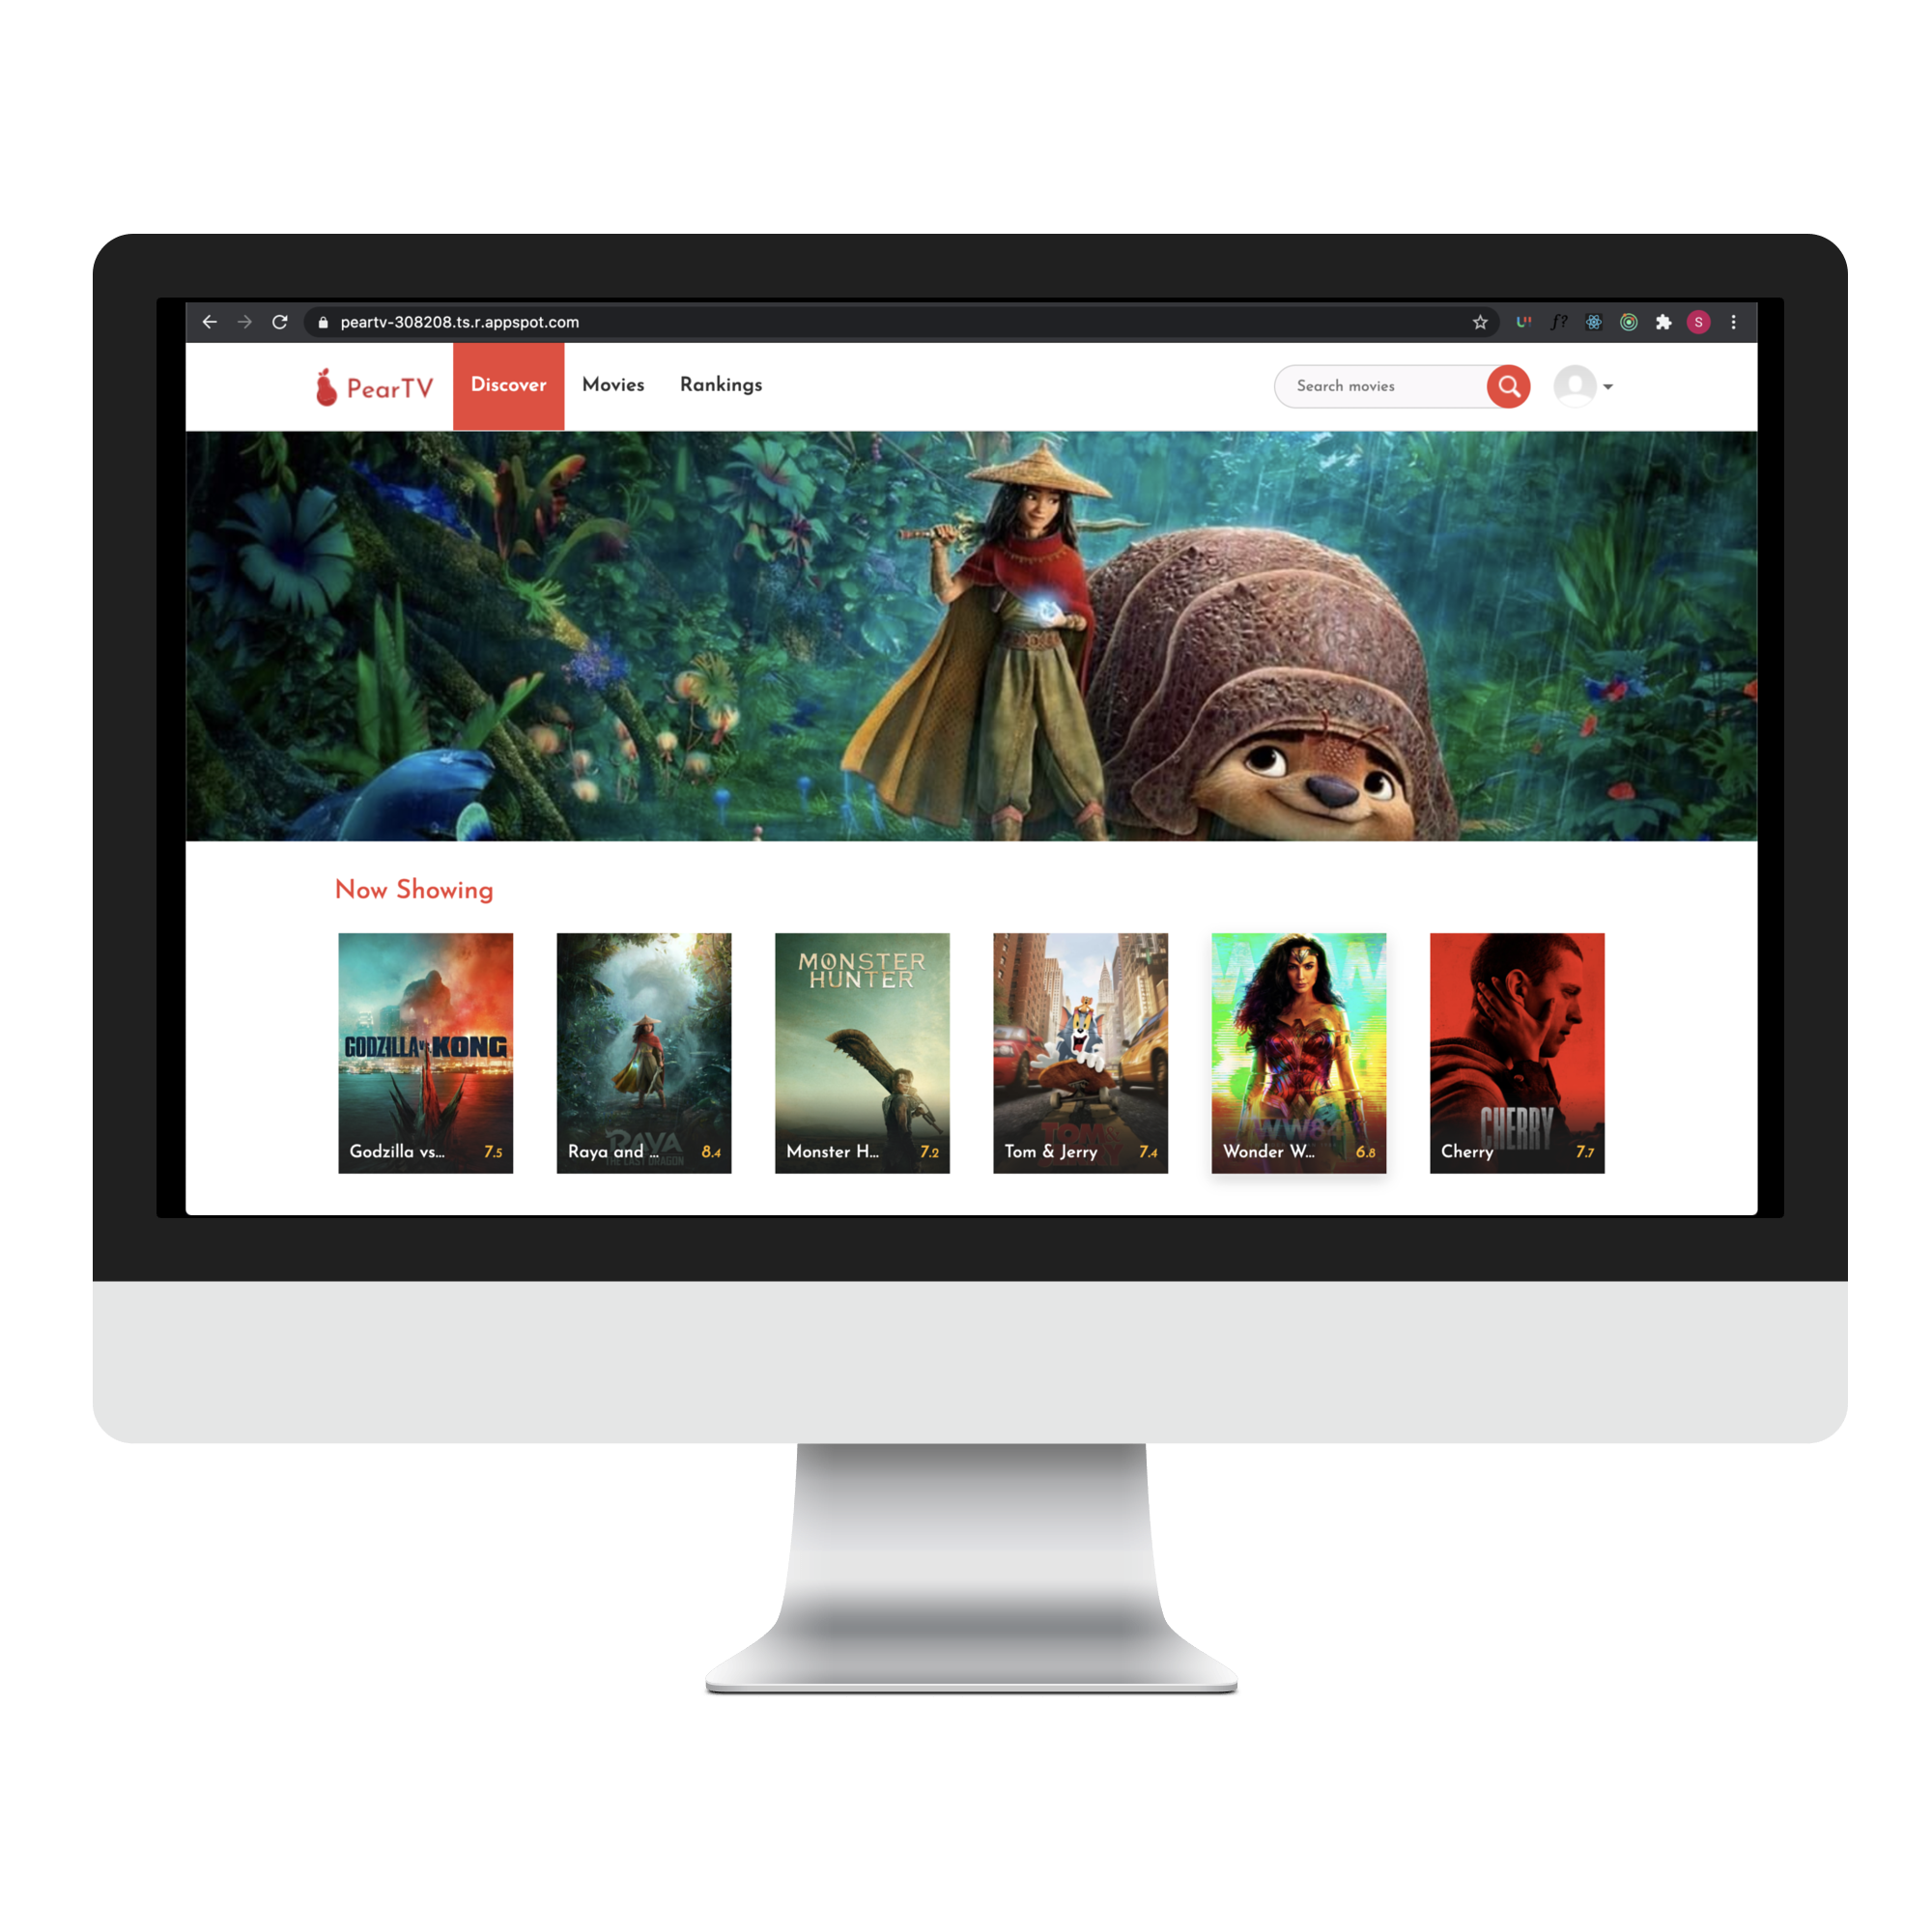 peartv-308208.ts.r.appspot.com
f?
S
PearTV
Discover
Movies
Rankings
Search movies
Now Showing
GODZILLA vs. KONG
Godzilla vs...
7.5
RAYA
THE LAST DRAGON
Raya and ...
8.4
MONSTER
HUNTER
Monster H...
7.2
TOM &
JERRY
Tom & Jerry
7.4
WW84
Wonder W...
6.8
CHERRY
Cherry
7.7